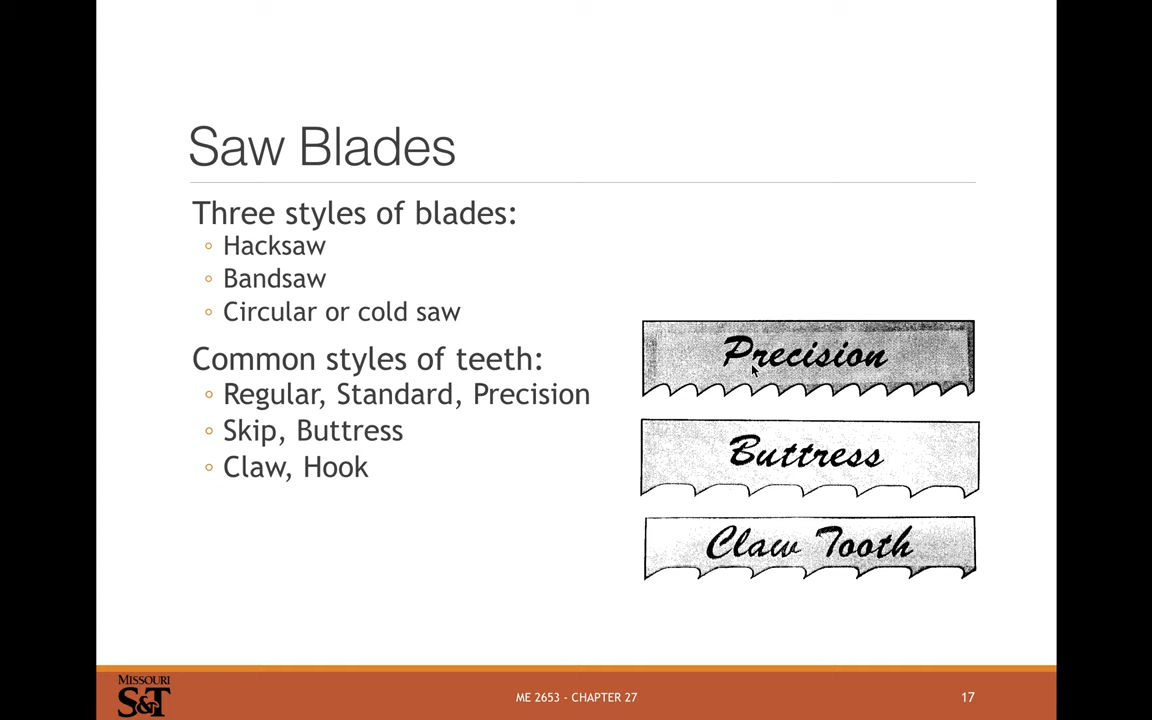 Saw Blades
Three styles of blades:
◦ Hacksaw
◦ Bandsaw
◦ Circular or cold saw
Common styles of teeth:
◦ Regular, Standard, Precision
◦ Skip, Buttress
◦ Claw, Hook
Precision
Buttress
Claw Tooth
MISSOURI
S&T
ME 2653 - CHAPTER 27
17